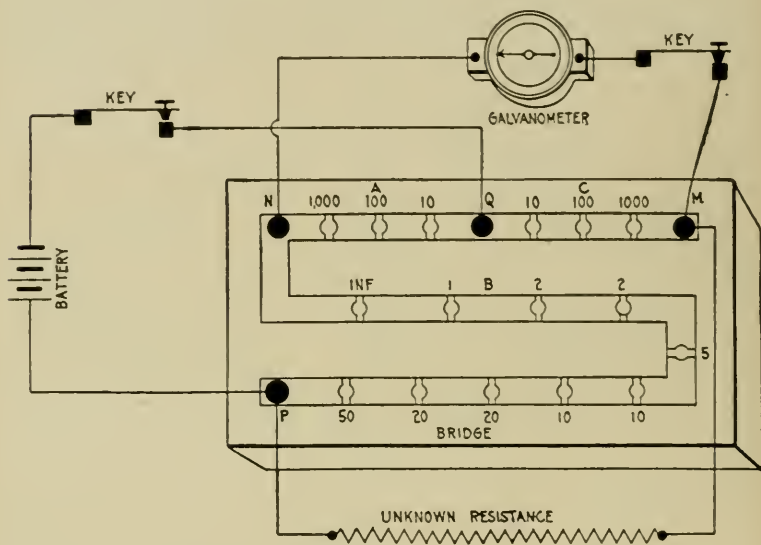 KEY
GALVANOMETER
KEY
BATTERY
A
C
N 1,000 100 10 Q 10 100 1000 M
INF 1 B 2 2
5
P 50 20 20 10 10
BRIDGE
UNKNOWN RESISTANCE